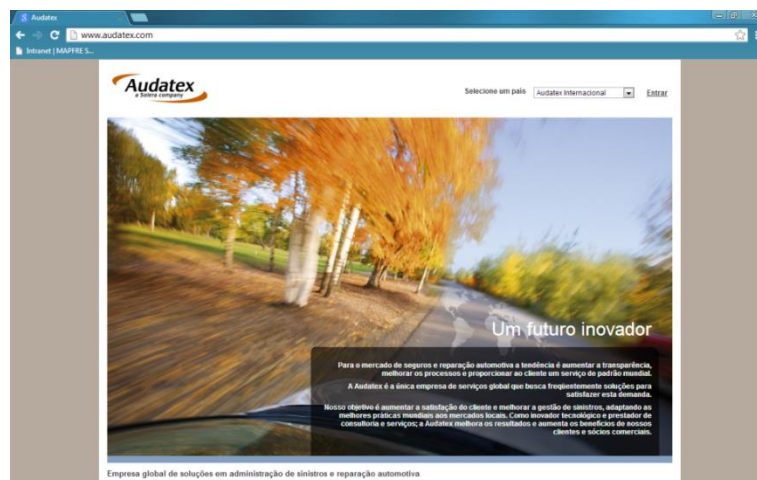 Audatex
www.audatex.com
Intranet | MAPFRE S...
Audatex
a Solera company
Selecione um país
Audatex Internacional
Entrar
Um futuro inovador
Para o mercado de seguros e reparação automotiva a tendência é aumentar a transparência,
melhorar os processos e proporcionar ao cliente um serviço de padrão mundial.
A Audatex é a única empresa de serviços global que busca freqüentemente soluções para
satisfazer esta demanda.
Nosso objetivo é aumentar a satisfação do cliente e melhorar a gestão de sinistros, adaptando as
melhores práticas mundiais aos mercados locais. Como inovador tecnológico e prestador de
consultoria e serviços; a Audatex melhora os resultados e aumenta os benefícios de nossos
clientes e sócios comerciais.
Empresa global de soluções em administração de sinistros e reparação automotiva